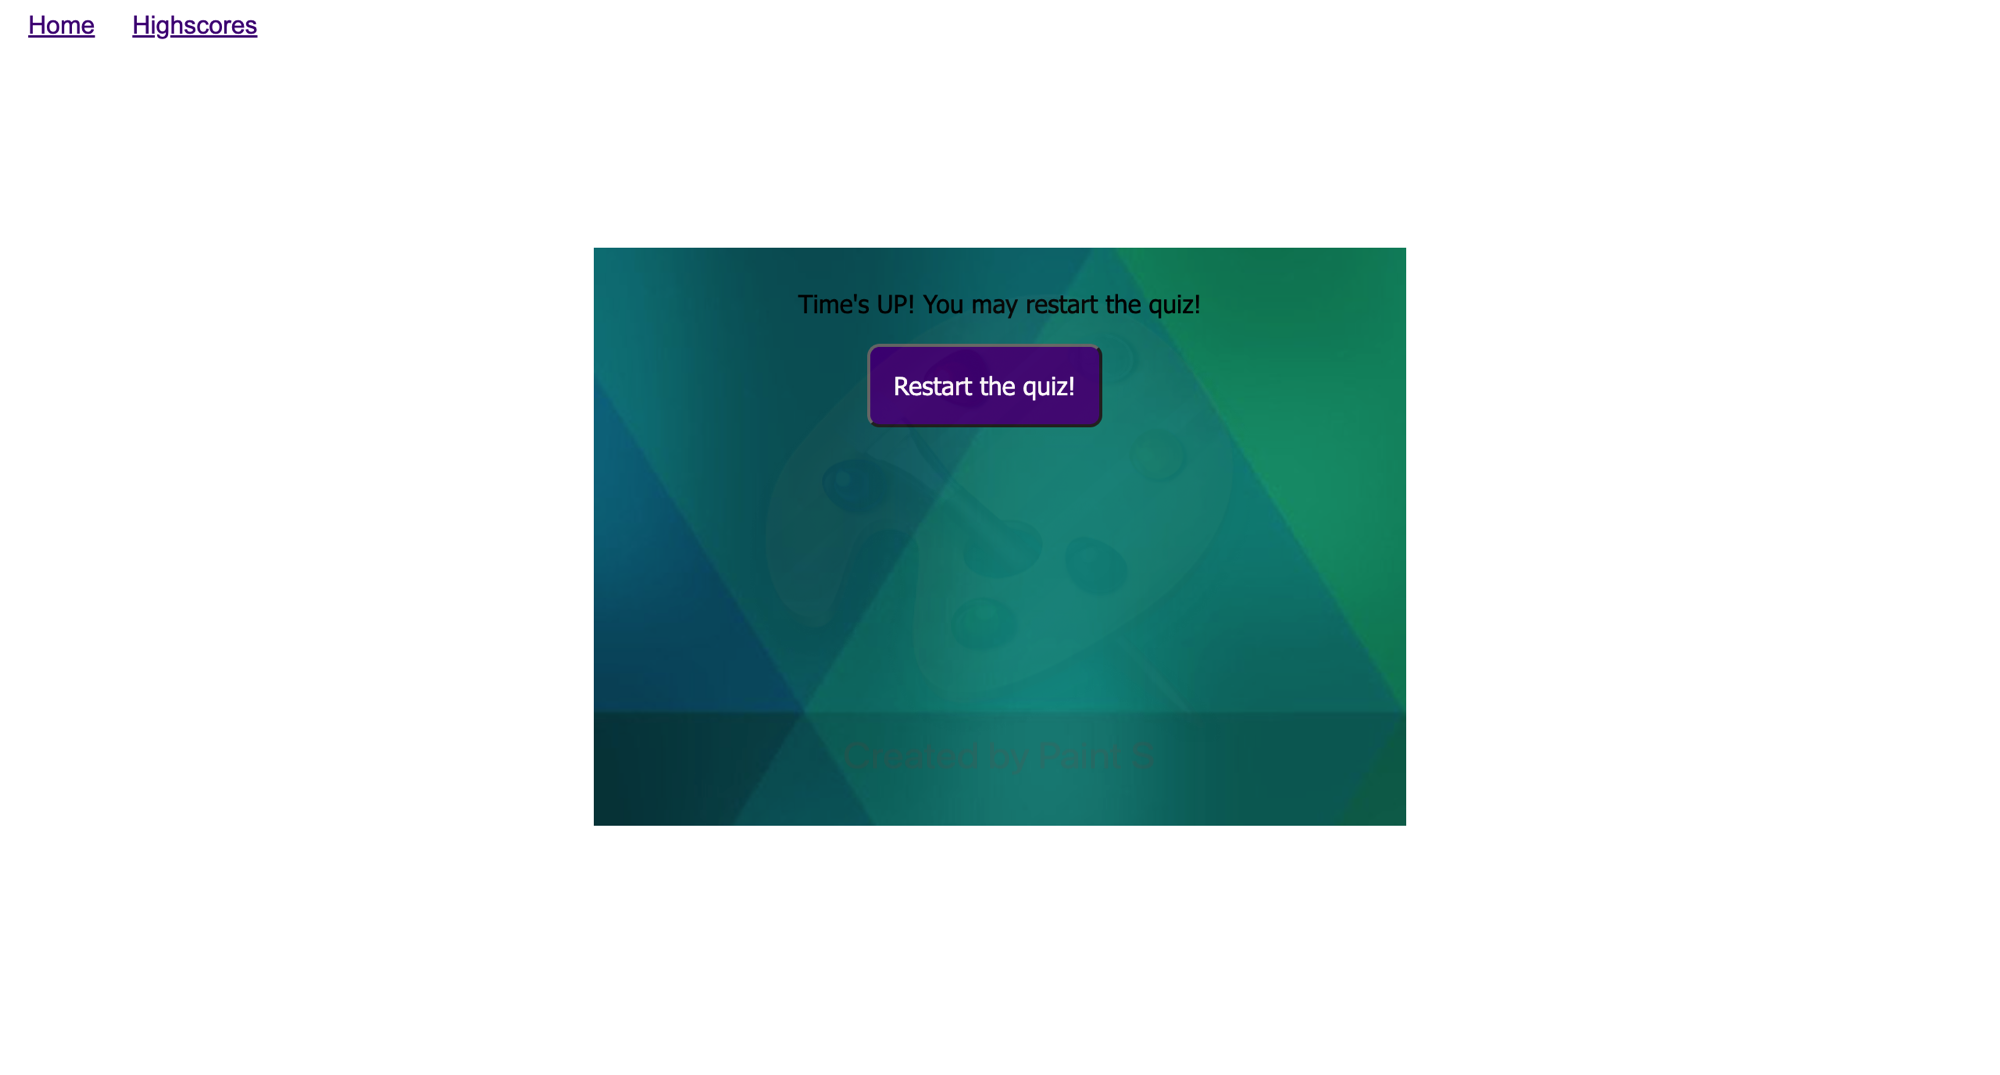 Home Highscores
Time's UP! You may restart the quiz!
Restart the quiz!
Created by Paint S